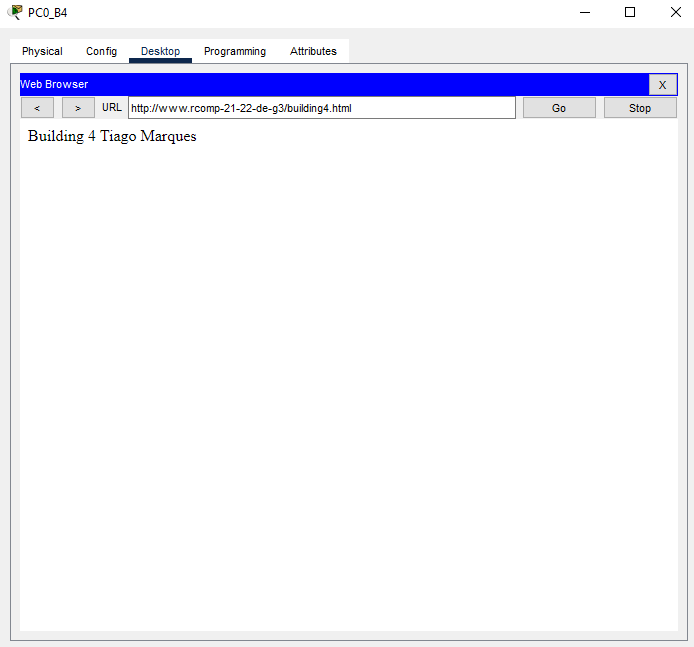 PC0_B4
Physical Config Desktop Programming Attributes
Web Browser X
< > URL http://www.rcomp-21-22-de-g3/building4.html Go Stop
Building 4 Tiago Marques